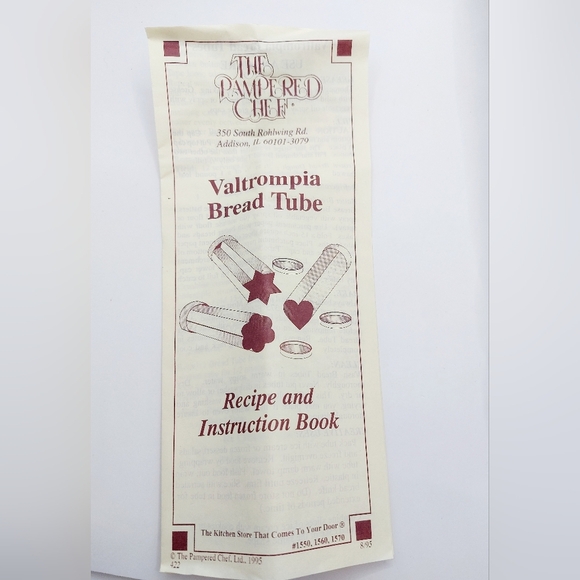 THE
PAMPERED
CHEF®
350 South Rohlwing Rd.
Addison, IL 60101-3079
Valtrompia
Bread Tube
Recipe and
Instruction Book
The Kitchen Store That Comes To Your Door ®
#1550, 1560, 1570
© The Pampered Chef, Ltd., 1995
422
8/95